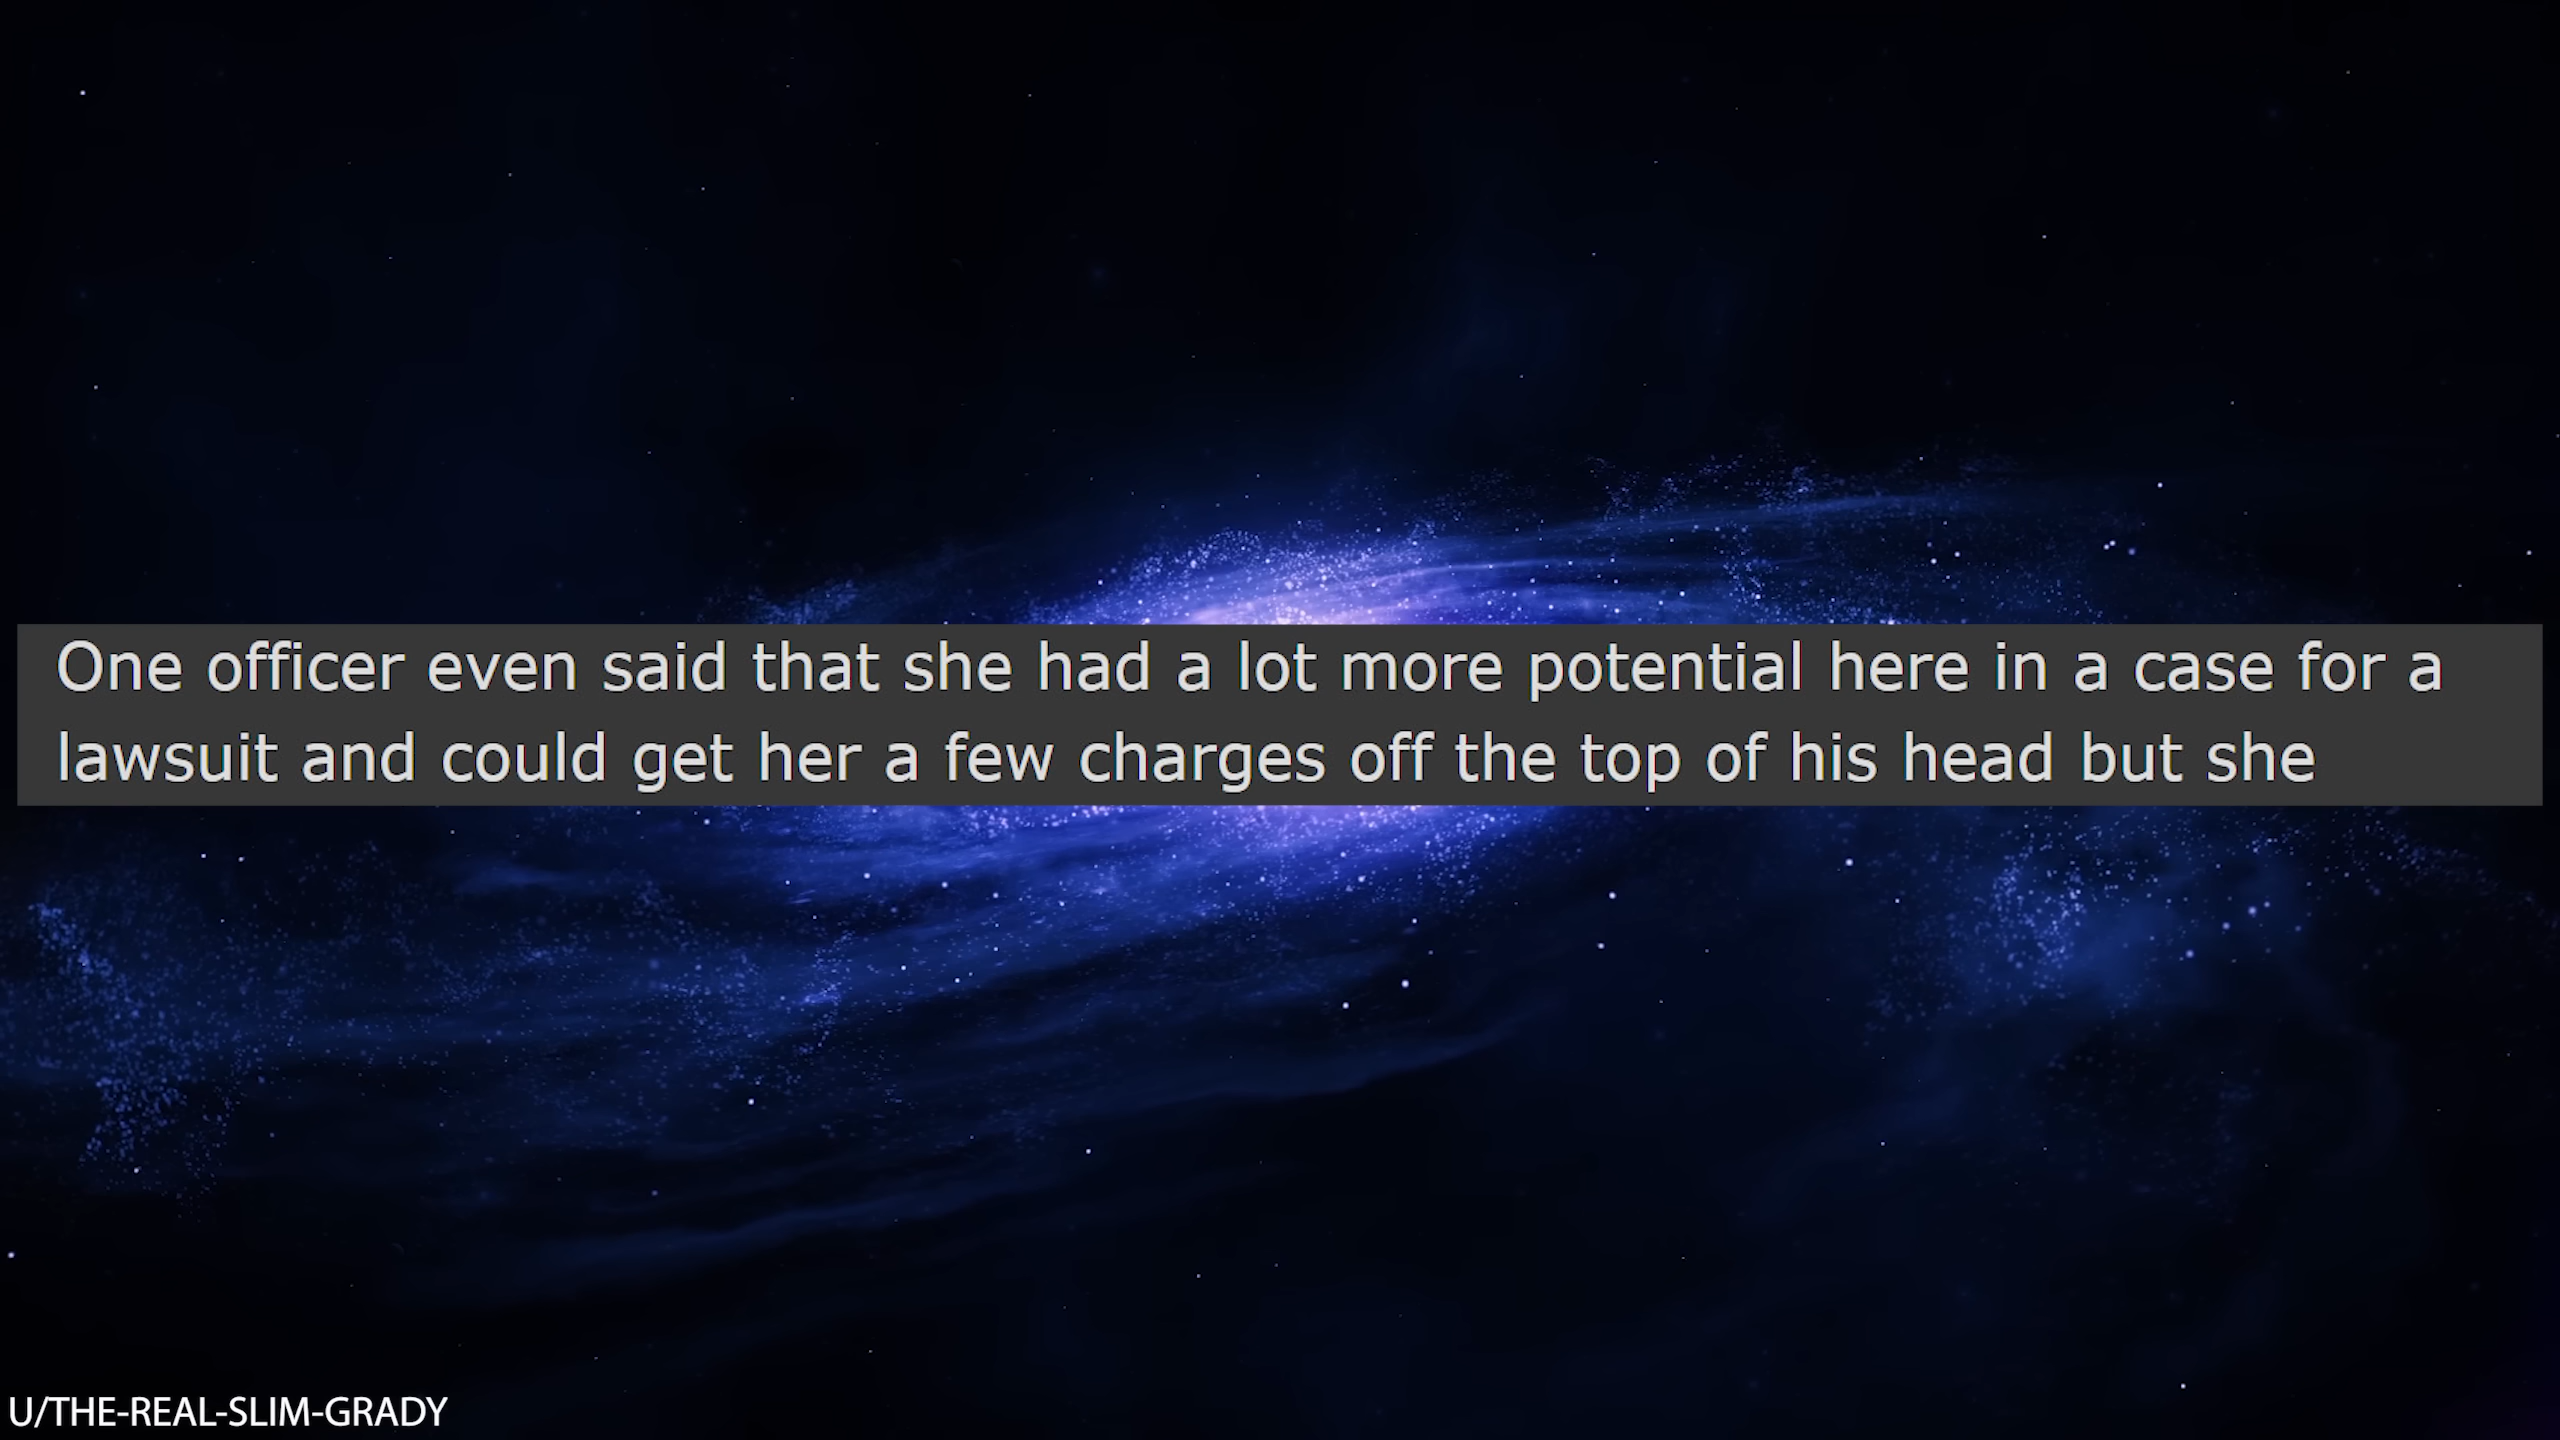 One officer even said that she had a lot more potential here in a case for a
lawsuit and could get her a few charges off the top of his head but she
U/THE-REAL-SLIM-GRADY